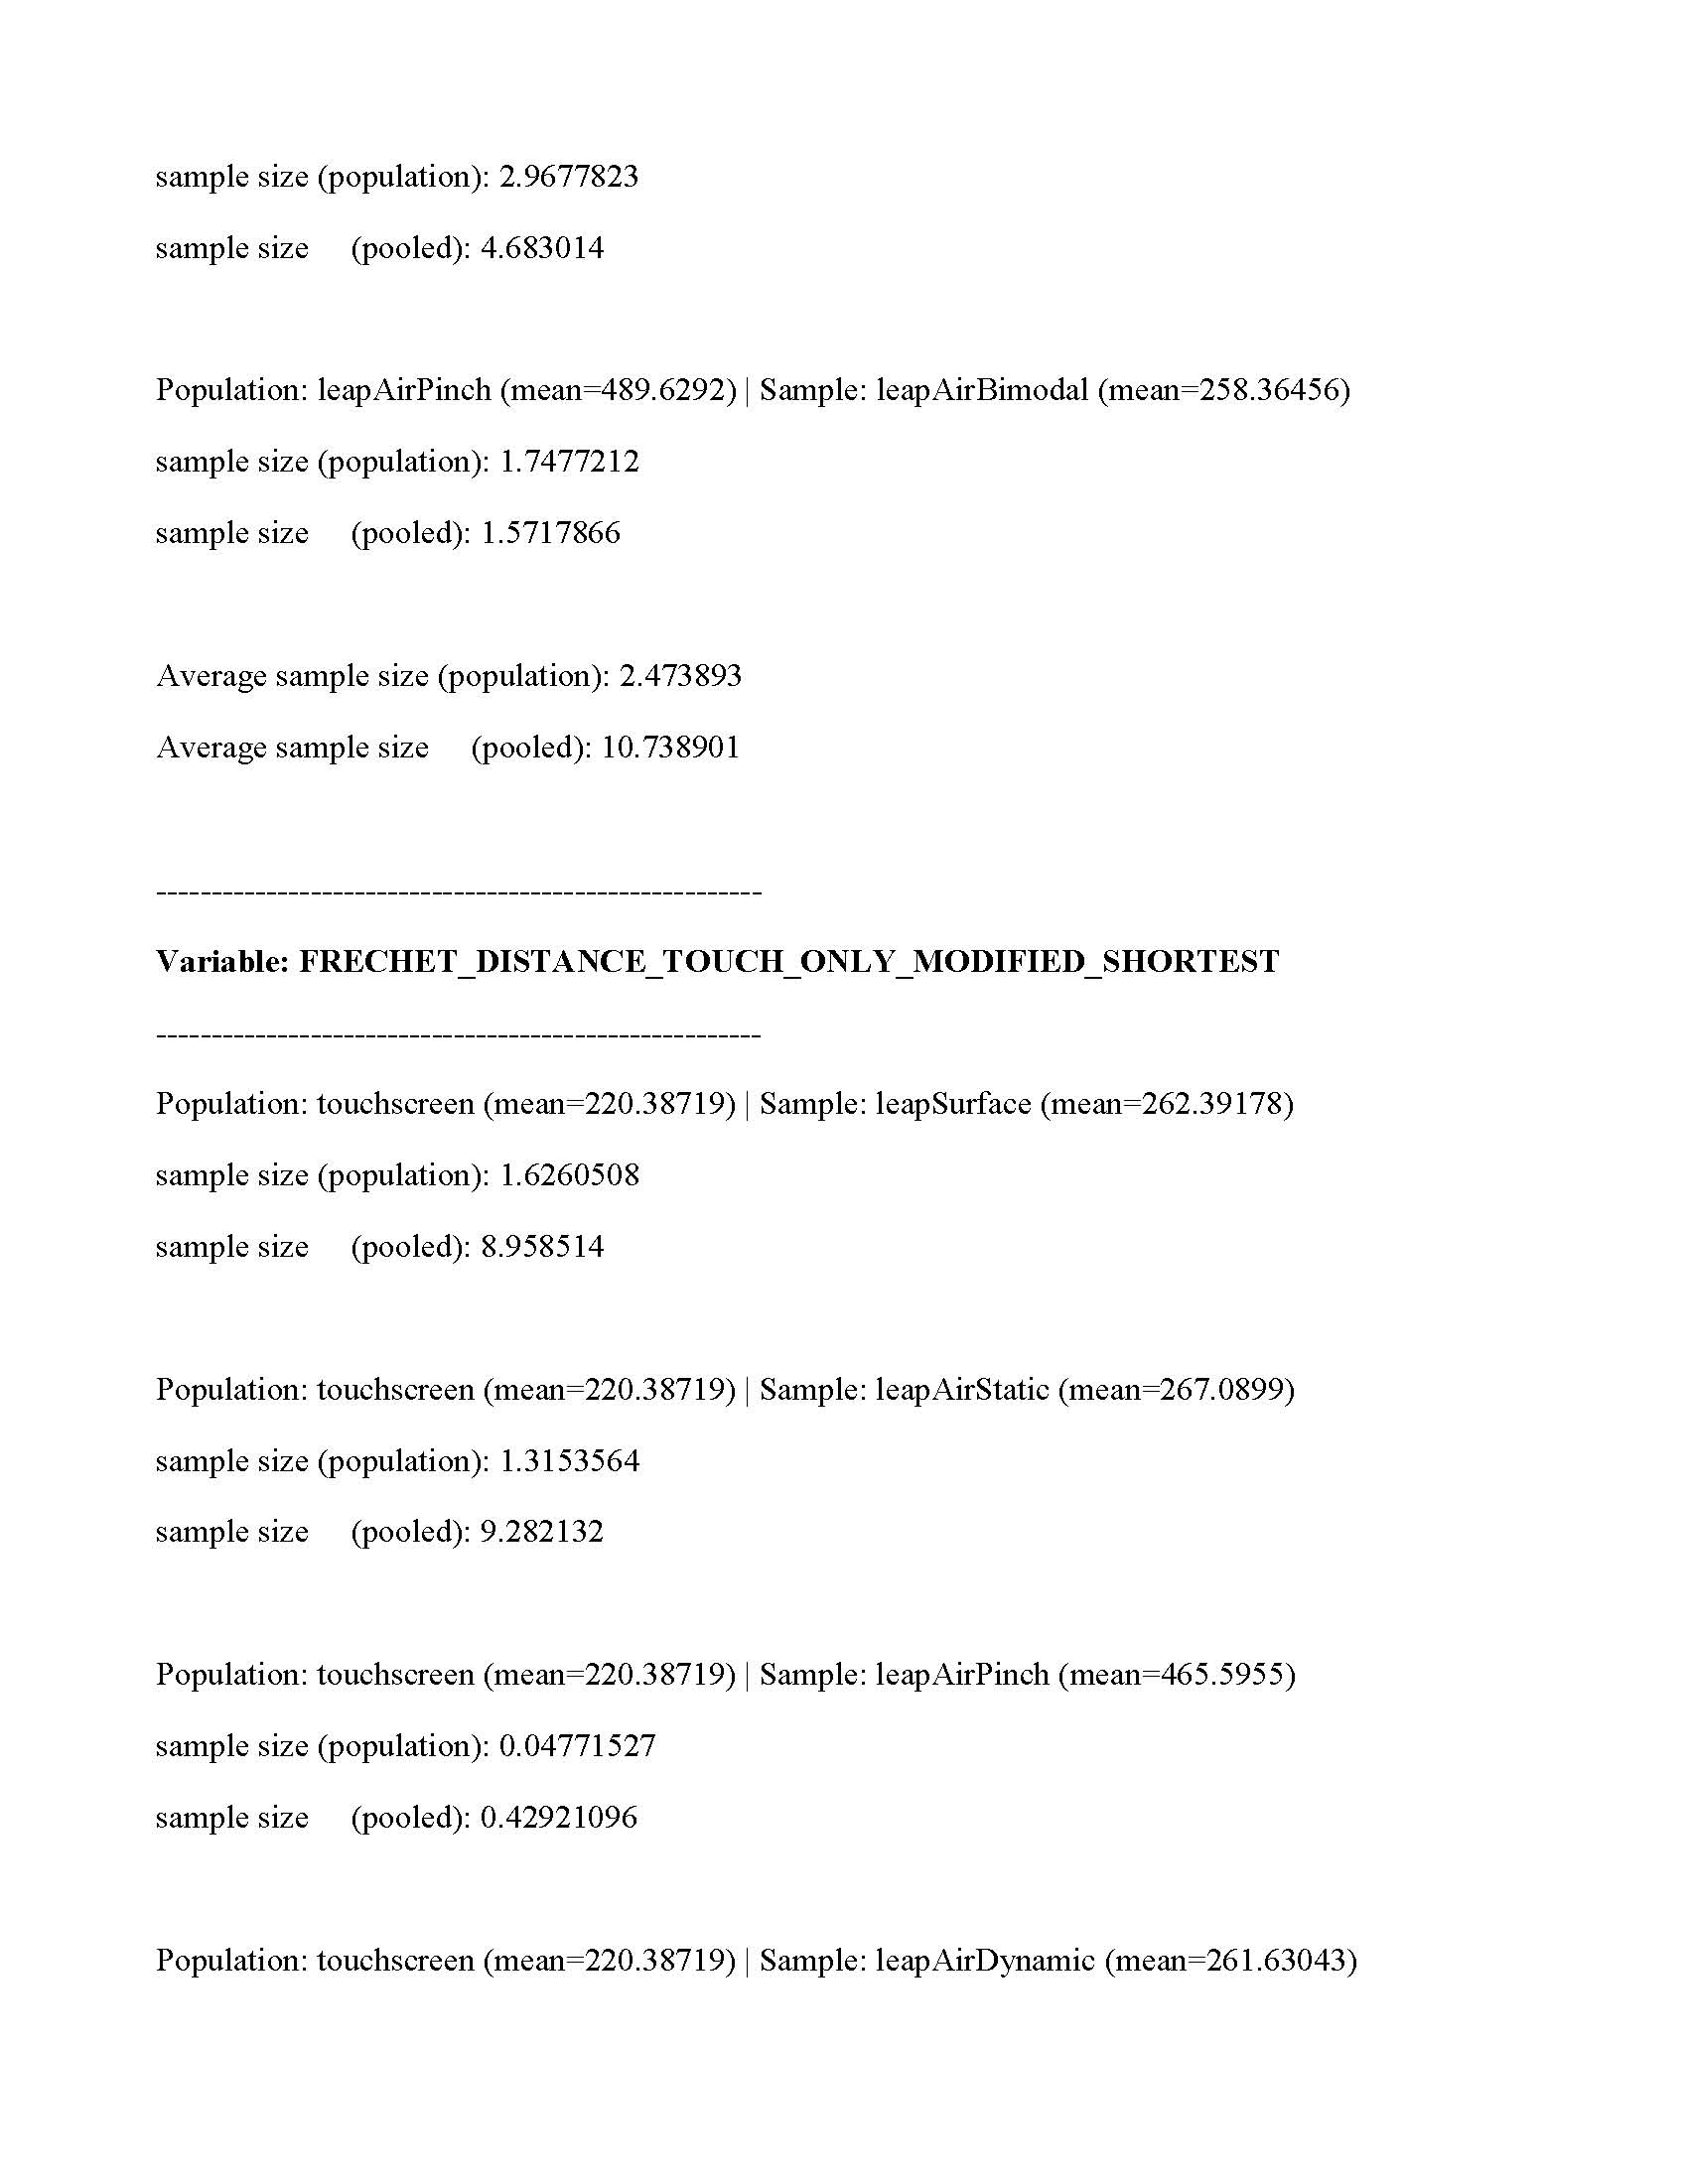 sample size (population): 2.9677823
sample size     (pooled): 4.683014
Population: leapAirPinch (mean=489.6292) | Sample: leapAirBimodal (mean=258.36456)
sample size (population): 1.7477212
sample size     (pooled): 1.5717866
Average sample size (population): 2.473893
Average sample size     (pooled): 10.738901
-------------------------------------------------------
Variable: FRECHET_DISTANCE_TOUCH_ONLY_MODIFIED_SHORTEST
-------------------------------------------------------
Population: touchscreen (mean=220.38719) | Sample: leapSurface (mean=262.39178)
sample size (population): 1.6260508
sample size     (pooled): 8.958514
Population: touchscreen (mean=220.38719) | Sample: leapAirStatic (mean=267.0899)
sample size (population): 1.3153564
sample size     (pooled): 9.282132
Population: touchscreen (mean=220.38719) | Sample: leapAirPinch (mean=465.5955)
sample size (population): 0.04771527
sample size     (pooled): 0.42921096
Population: touchscreen (mean=220.38719) | Sample: leapAirDynamic (mean=261.63043)